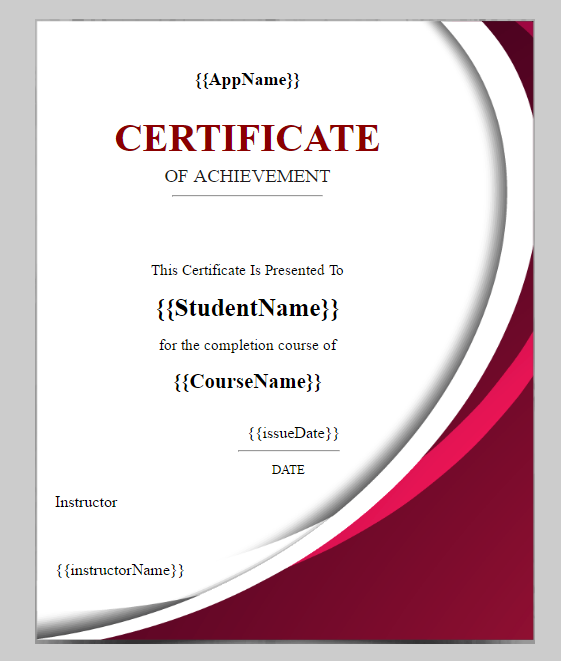 {{AppName}}
CERTIFICATE
OF ACHIEVEMENT
This Certificate Is Presented To
{{StudentName}}
for the completion course of
{{CourseName}}
{{issueDate}}
DATE
Instructor
{{instructorName}}